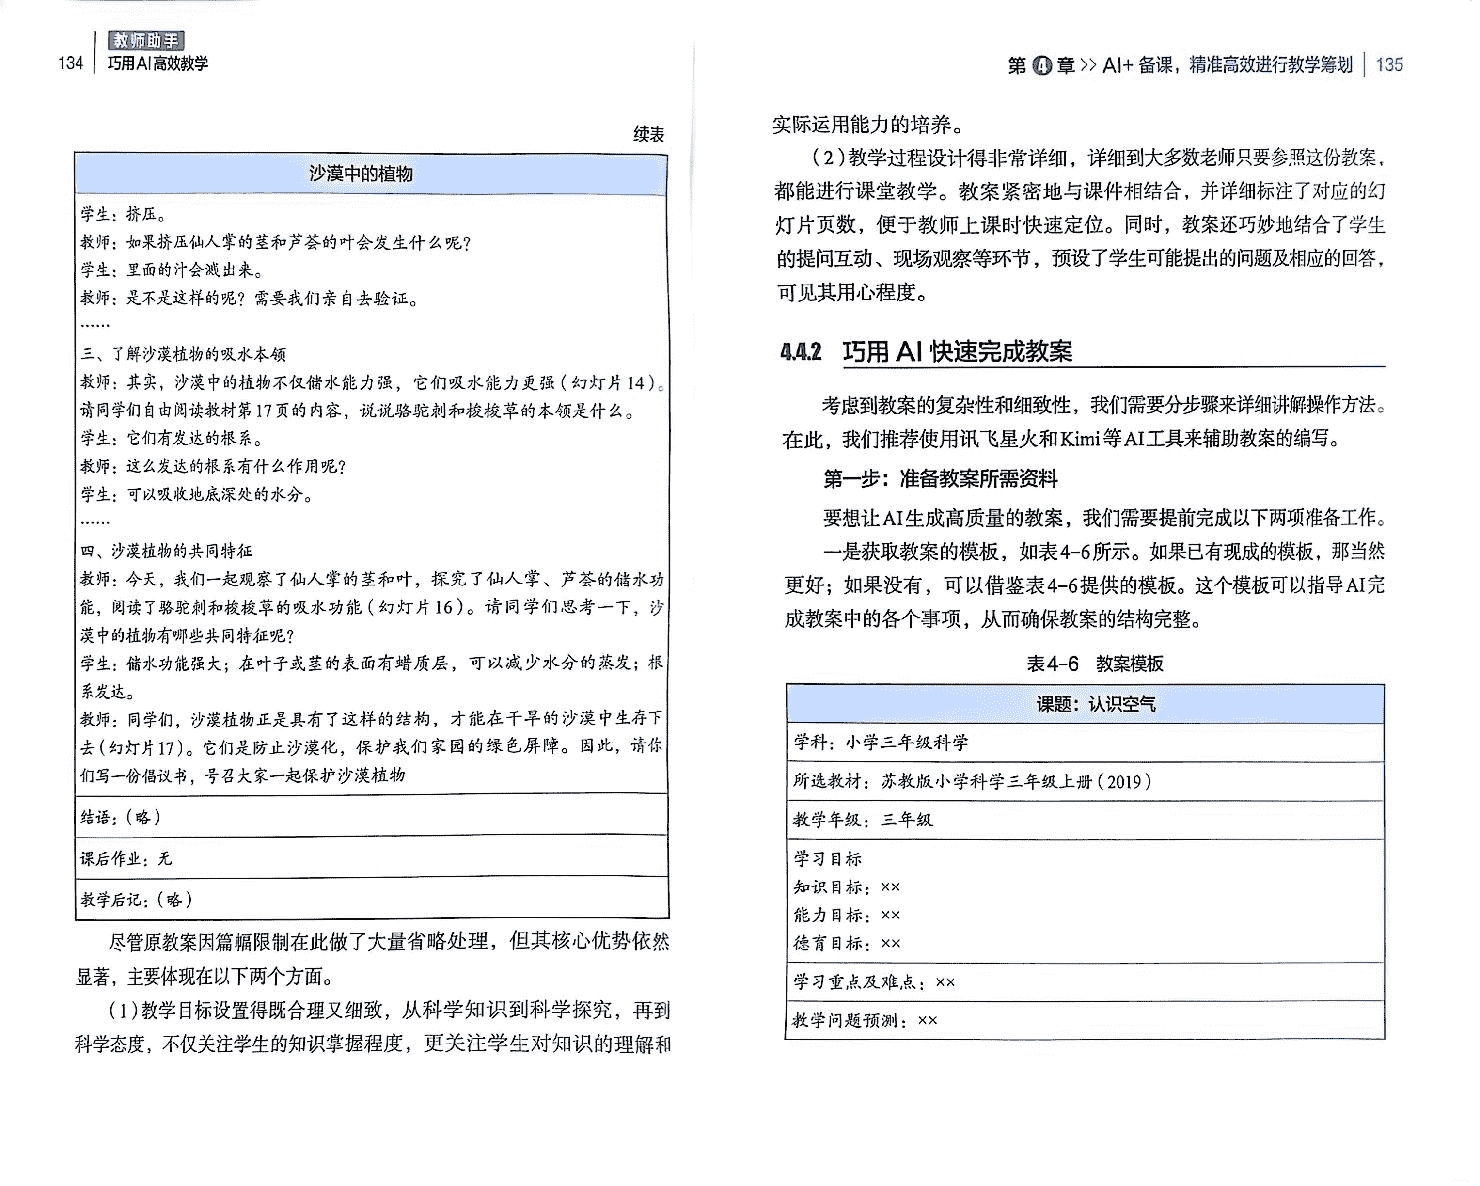 教师助手
134 巧用AI高效教学
续表
沙漠中的植物
学生：挤压。
教师：如果挤压仙人掌的茎和芦荟的叶会发生什么呢？
学生：里面的汁会溅出来。
教师：是不是这样的呢？需要我们亲自去验证。
……
三、了解沙漠植物的吸水本领
教师：其实，沙漠中的植物不仅储水能力强，它们吸水能力更强（幻灯片14）。
请同学们自由阅读教材第17页的内容，说说骆驼刺和梭梭草的本领是什么。
学生：它们有发达的根系。
教师：这么发达的根系有什么作用呢？
学生：可以吸收地底深处的水分。
……
四、沙漠植物的共同特征
教师：今天，我们一起观察了仙人掌的茎和叶，探究了仙人掌、芦荟的储水功
能，阅读了骆驼刺和梭梭草的吸水功能（幻灯片16）。请同学们思考一下，沙
漠中的植物有哪些共同特征呢？
学生：储水功能强大；在叶子或茎的表面有蜡质层，可以减少水分的蒸发；根
系发达。
教师：同学们，沙漠植物正是具有了这样的结构，才能在干旱的沙漠中生存下
去（幻灯片17）。它们是防止沙漠化，保护我们家园的绿色屏障。因此，请你
们写一份倡议书，号召大家一起保护沙漠植物
结语：（略）
课后作业：无
教学后记：（略）
尽管原教案因篇幅限制在此做了大量省略处理，但其核心优势依然
显著，主要体现在以下两个方面。
（1）教学目标设置得既合理又细致，从科学知识到科学探究，再到
科学态度，不仅关注学生的知识掌握程度，更关注学生对知识的理解和
第4章>>AI+备课，精准高效进行教学筹划 135
实际运用能力的培养。
（2）教学过程设计得非常详细，详细到大多数老师只要参照这份教案，
都能进行课堂教学。教案紧密地与课件相结合，并详细标注了对应的幻
灯片页数，便于教师上课时快速定位。同时，教案还巧妙地结合了学生
的提问互动、现场观察等环节，预设了学生可能提出的问题及相应的回答，
可见其用心程度。
4.4.2 巧用AI快速完成教案
考虑到教案的复杂性和细致性，我们需要分步骤来详细讲解操作方法。
在此，我们推荐使用讯飞星火和Kimi等AI工具来辅助教案的编写。
第一步：准备教案所需资料
要想让AI生成高质量的教案，我们需要提前完成以下两项准备工作。
一是获取教案的模板，如表4-6所示。如果已有现成的模板，那当然
更好；如果没有，可以借鉴表4-6提供的模板。这个模板可以指导AI完
成教案中的各个事项，从而确保教案的结构完整。
表4-6 教案模板
课题：认识空气
学科：小学三年级科学
所选教材：苏教版小学科学三年级上册（2019）
教学年级：三年级
学习目标
知识目标：××
能力目标：××
德育目标：××
学习重点及难点：××
教学问题预测：××